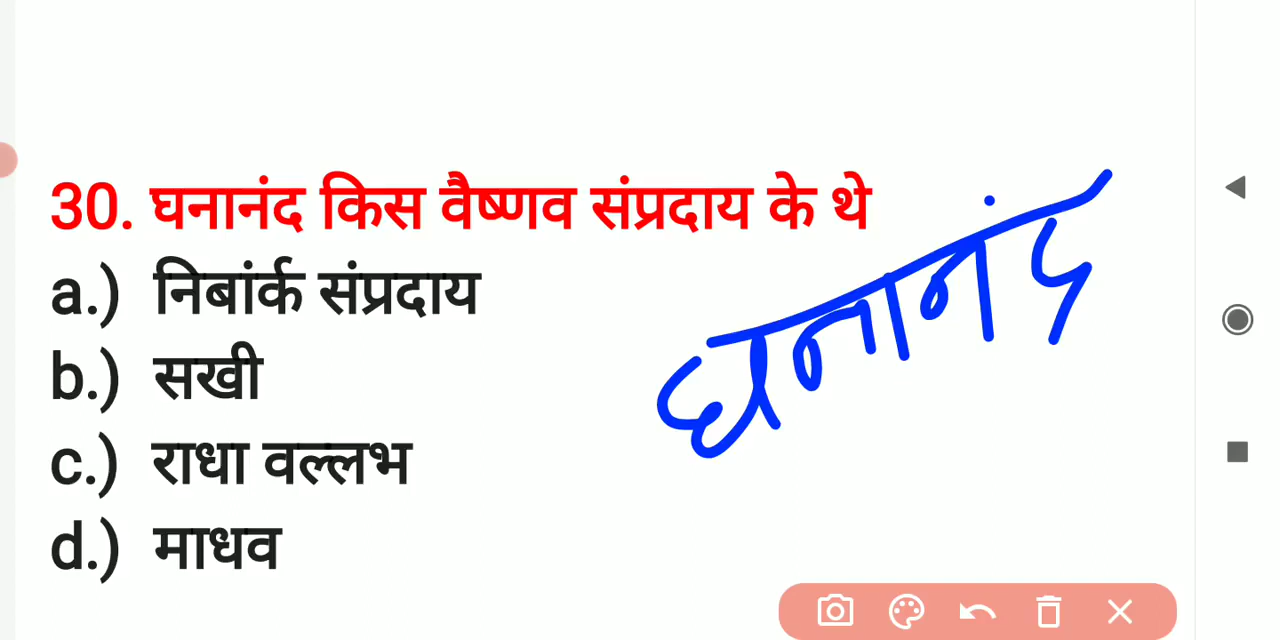 30. घनानंद किस वैष्णव संप्रदाय के थे
a.) निबांर्क संप्रदाय
b.) सखी
c.) राधा वल्लभ
d.) माधव
घनानंद